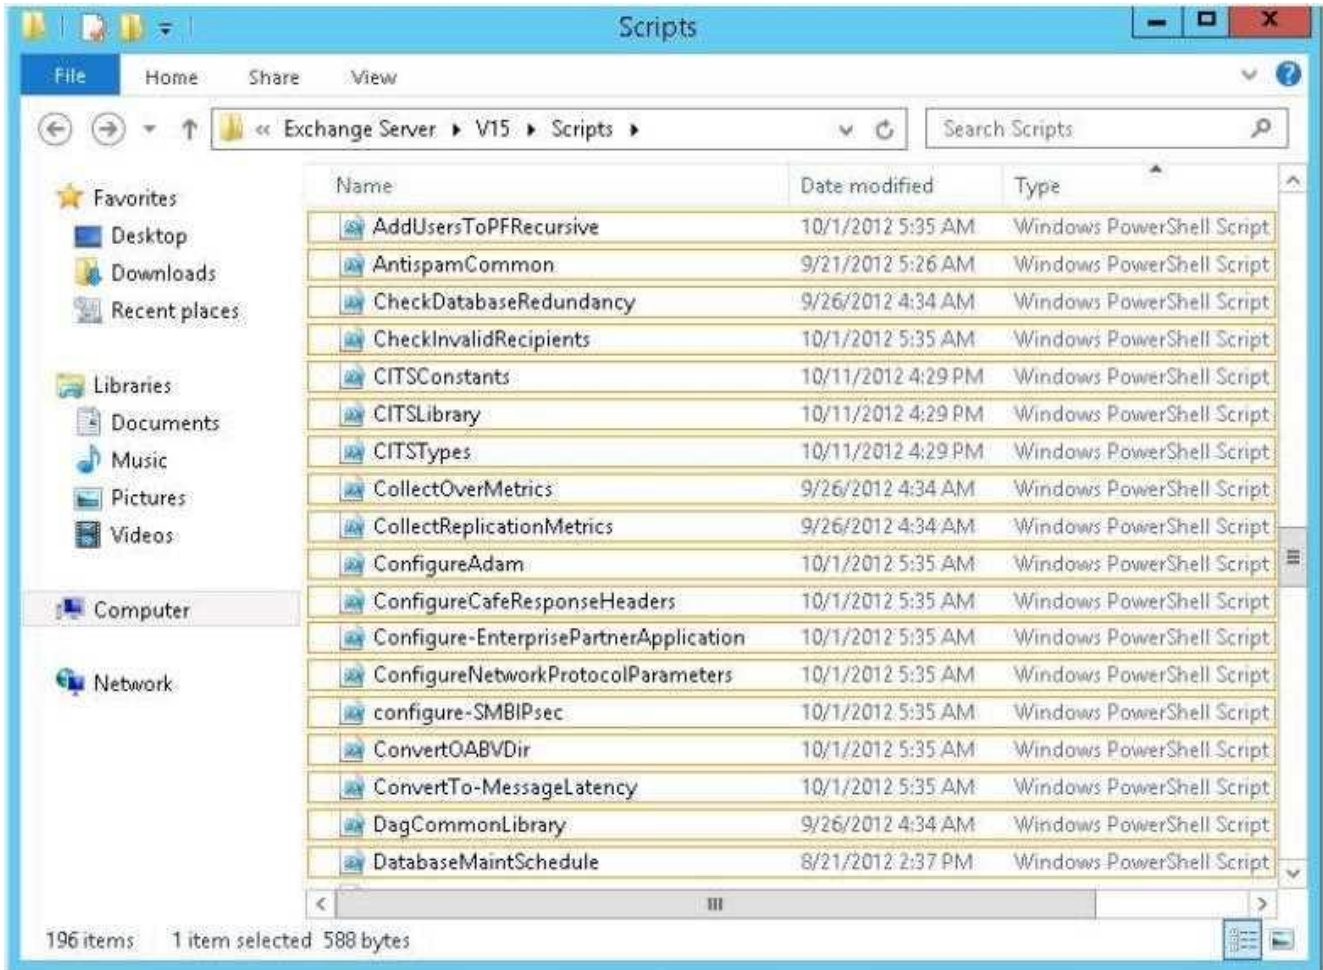 Scripts
File Home Share View
« Exchange Server ▸ V15 ▸ Scripts ▸ Search Scripts
Favorites
Desktop
Downloads
Recent places
Libraries
Documents
Music
Pictures
Videos
Computer
Network
Name Date modified Type
AddUsersToPFRecursive 10/1/2012 5:35 AM Windows PowerShell Script
AntispamCommon 9/21/2012 5:26 AM Windows PowerShell Script
CheckDatabaseRedundancy 9/26/2012 4:34 AM Windows PowerShell Script
CheckInvalidRecipients 10/1/2012 5:35 AM Windows PowerShell Script
CITSConstants 10/11/2012 4:29 PM Windows PowerShell Script
CITSLibrary 10/11/2012 4:29 PM Windows PowerShell Script
CITSTypes 10/11/2012 4:29 PM Windows PowerShell Script
CollectOverMetrics 9/26/2012 4:34 AM Windows PowerShell Script
CollectReplicationMetrics 9/26/2012 4:34 AM Windows PowerShell Script
ConfigureAdam 10/1/2012 5:35 AM Windows PowerShell Script
ConfigureCafeResponseHeaders 10/1/2012 5:35 AM Windows PowerShell Script
Configure-EnterprisePartnerApplication 10/1/2012 5:35 AM Windows PowerShell Script
ConfigureNetworkProtocolParameters 10/1/2012 5:35 AM Windows PowerShell Script
configure-SMBIPsec 10/1/2012 5:35 AM Windows PowerShell Script
ConvertOABVDir 10/1/2012 5:35 AM Windows PowerShell Script
ConvertTo-MessageLatency 10/1/2012 5:35 AM Windows PowerShell Script
DagCommonLibrary 9/26/2012 4:34 AM Windows PowerShell Script
DatabaseMaintSchedule 8/21/2012 2:37 PM Windows PowerShell Script
196 items 1 item selected 588 bytes